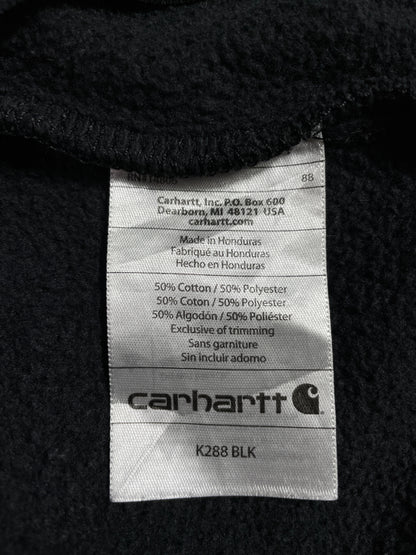 88
Carhartt, Inc. P.O. Box 600
Dearborn, MI 48121 USA
carhartt.com
Made in Honduras
Fabriqué au Honduras
Hecho en Honduras
50% Cotton / 50% Polyester
50% Coton / 50% Polyester
50% Algodón / 50% Poliéster
Exclusive of trimming
Sans garniture
Sin incluir adorno
carhartt
K288 BLK